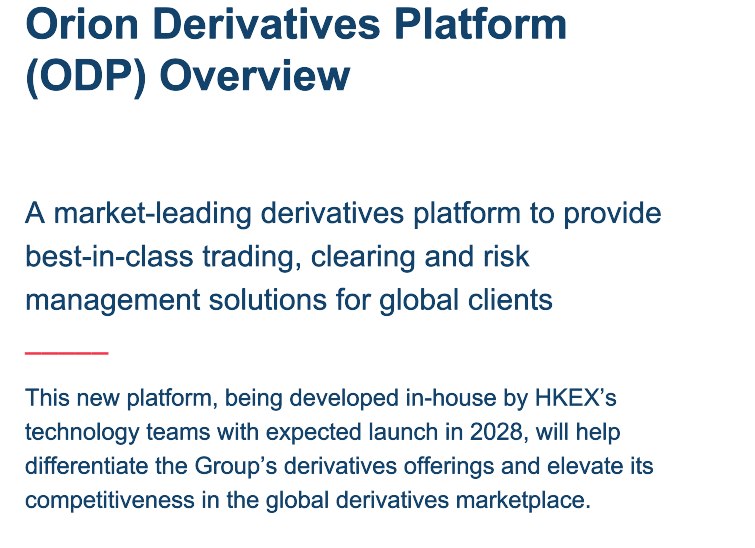 Orion Derivatives Platform
(ODP) Overview
A market-leading derivatives platform to provide
best-in-class trading, clearing and risk
management solutions for global clients
This new platform, being developed in-house by HKEX’s
technology teams with expected launch in 2028, will help
differentiate the Group’s derivatives offerings and elevate its
competitiveness in the global derivatives marketplace.